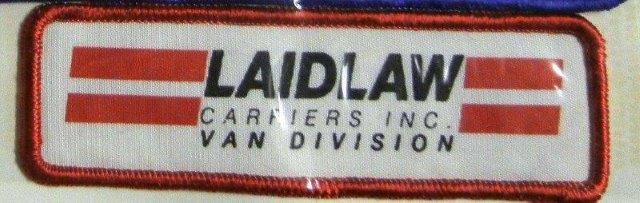 LAIDLAW
CARRIERS INC.
VAN DIVISION